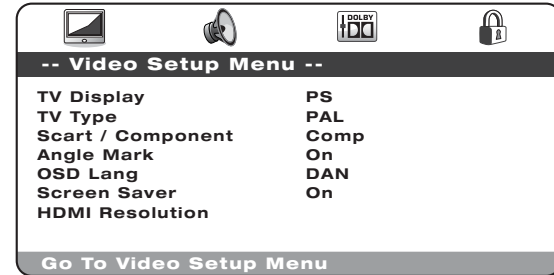 DOLBY
-- Video Setup Menu --
TV Display PS
TV Type PAL
Scart / Component Comp
Angle Mark On
OSD Lang DAN
Screen Saver On
HDMI Resolution
Go To Video Setup Menu